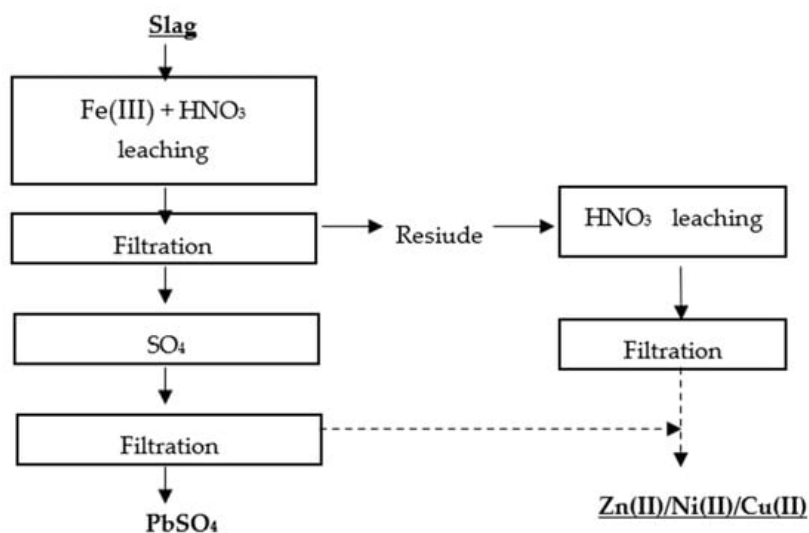 Slag
Fe(III) + HNO₃
leaching
Filtration
Resiude
HNO₃ leaching
SO₄
Filtration
Filtration
PbSO₄
Zn(II)/Ni(II)/Cu(II)